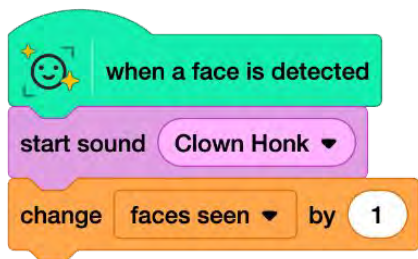 when a face is detected
start sound Clown Honk
change faces seen by 1